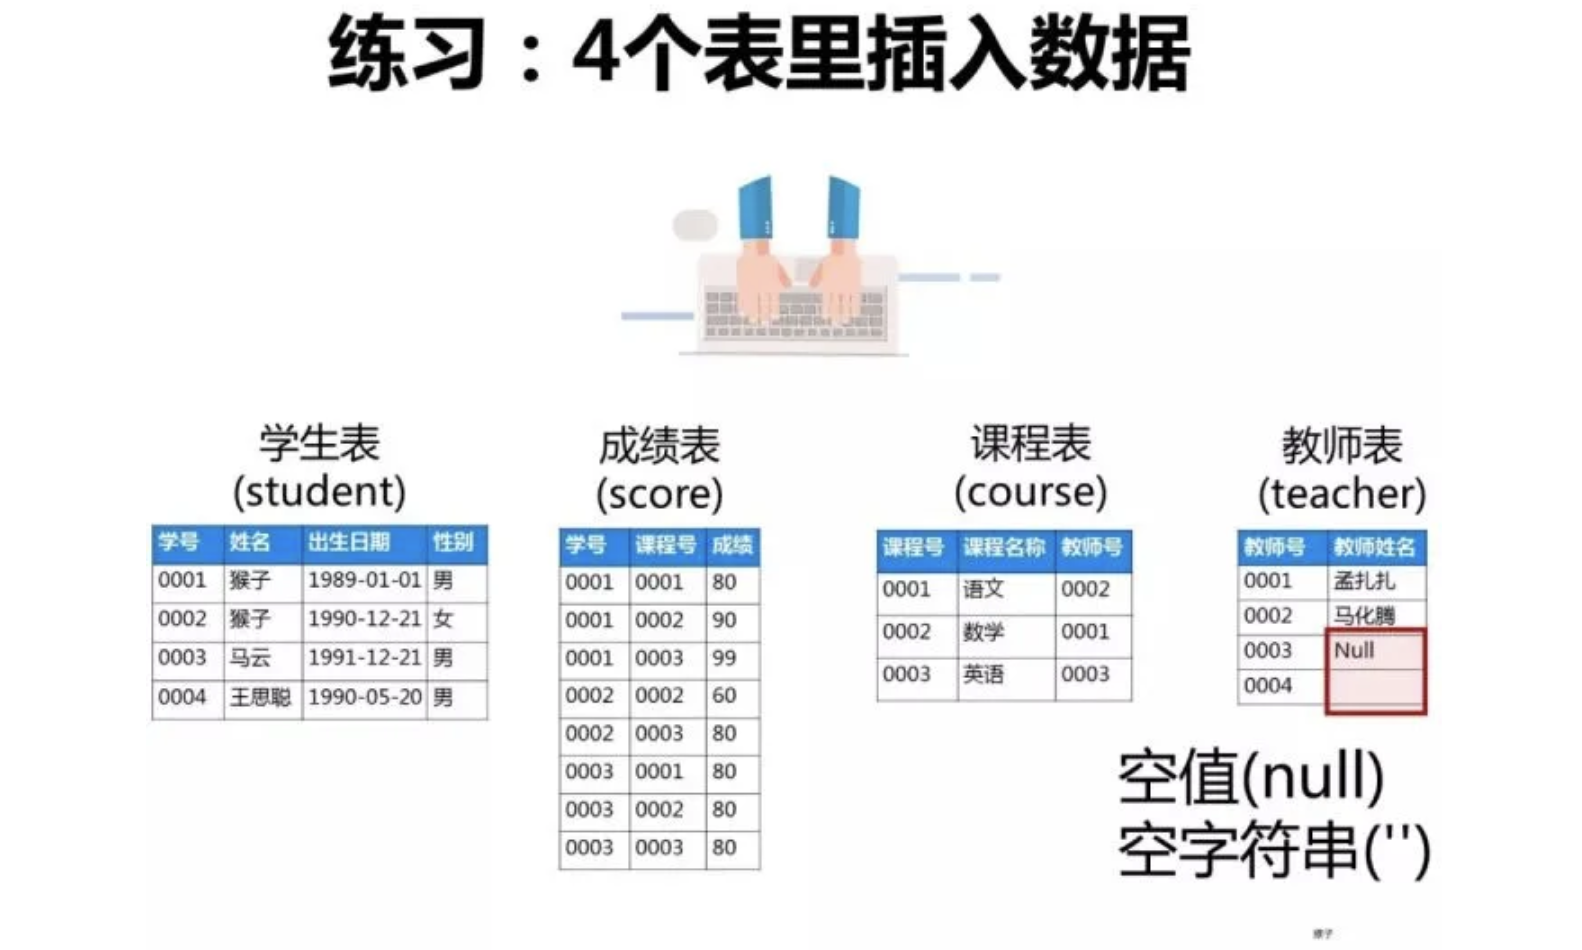 练习：4个表里插入数据
学生表
(student)
学号 姓名 出生日期 性别
0001 猴子 1989-01-01 男
0002 猴子 1990-12-21 女
0003 马云 1991-12-21 男
0004 王思聪 1990-05-20 男
成绩表
(score)
学号 课程号 成绩
0001 0001 80
0001 0002 90
0001 0003 99
0002 0002 60
0002 0003 80
0003 0001 80
0003 0002 80
0003 0003 80
课程表
(course)
课程号 课程名称 教师号
0001 语文 0002
0002 数学 0001
0003 英语 0003
教师表
(teacher)
教师号 教师姓名
0001 孟扎扎
0002 马化腾
0003 Null
0004
空值(null)
空字符串('')
猴子